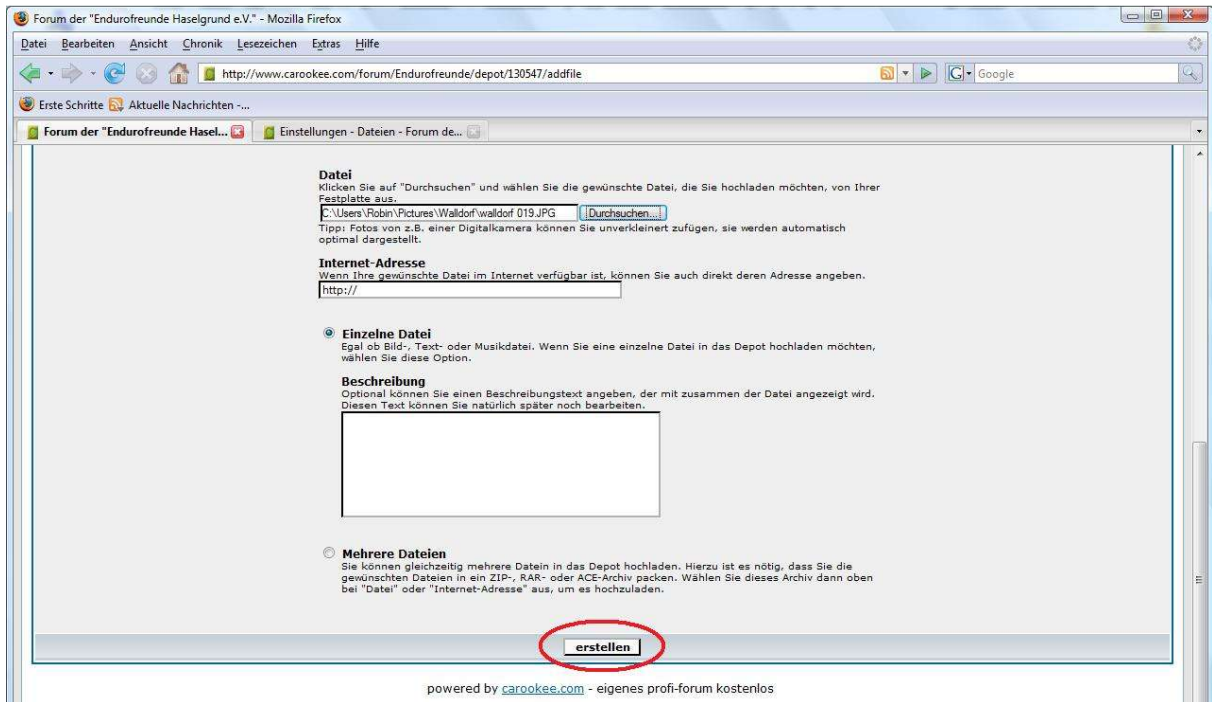 Forum der "Endurofreunde Haselgrund e.V." - Mozilla Firefox
Datei Bearbeiten Ansicht Chronik Lesezeichen Extras Hilfe
http://www.carookee.com/forum/Endurofreunde/depot/130547/addfile
G Google
Erste Schritte Aktuelle Nachrichten -...
Forum der "Endurofreunde Hasel... Einstellungen - Dateien - Forum de...
Datei
Klicken Sie auf "Durchsuchen" und wählen Sie die gewünschte Datei, die Sie hochladen möchten, von Ihrer
Festplatte aus.
C:\Users\Robin\Pictures\Walldorf\walldorf 019.JPG Durchsuchen...
Tipp: Fotos von z.B. einer Digitalkamera können Sie unverkleinert zufügen, sie werden automatisch
optimal dargestellt.
Internet-Adresse
Wenn Ihre gewünschte Datei im Internet verfügbar ist, können Sie auch direkt deren Adresse angeben.
http://
Einzelne Datei
Egal ob Bild-, Text- oder Musikdatei. Wenn Sie eine einzelne Datei in das Depot hochladen möchten,
wählen Sie diese Option.
Beschreibung
Optional können Sie einen Beschreibungstext angeben, der mit zusammen der Datei angezeigt wird.
Diesen Text können Sie natürlich später noch bearbeiten.
Mehrere Dateien
Sie können gleichzeitig mehrere Datein in das Depot hochladen. Hierzu ist es nötig, dass Sie die
gewünschten Dateien in ein ZIP-, RAR- oder ACE-Archiv packen. Wählen Sie dieses Archiv dann oben
bei "Datei" oder "Internet-Adresse" aus, um es hochzuladen.
erstellen
powered by carookee.com - eigenes profi-forum kostenlos